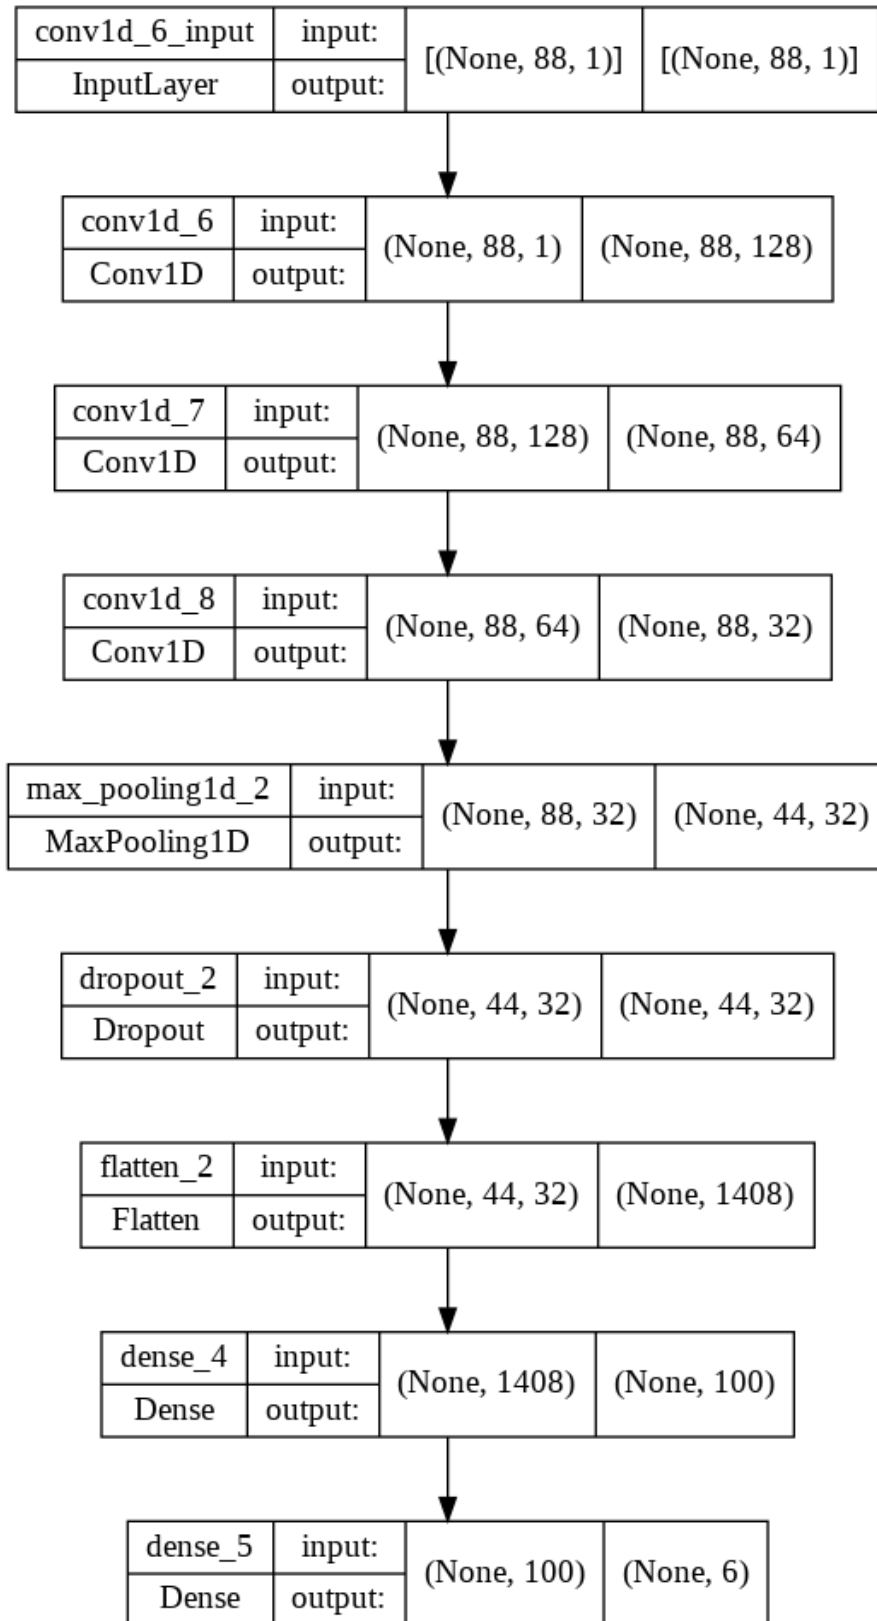 conv1d_6_input input: [(None, 88, 1)] [(None, 88, 1)]
InputLayer output:
conv1d_6 input: (None, 88, 1) (None, 88, 128)
Conv1D output:
conv1d_7 input: (None, 88, 128) (None, 88, 64)
Conv1D output:
conv1d_8 input: (None, 88, 64) (None, 88, 32)
Conv1D output:
max_pooling1d_2 input: (None, 88, 32) (None, 44, 32)
MaxPooling1D output:
dropout_2 input: (None, 44, 32) (None, 44, 32)
Dropout output:
flatten_2 input: (None, 44, 32) (None, 1408)
Flatten output:
dense_4 input: (None, 1408) (None, 100)
Dense output:
dense_5 input: (None, 100) (None, 6)
Dense output: